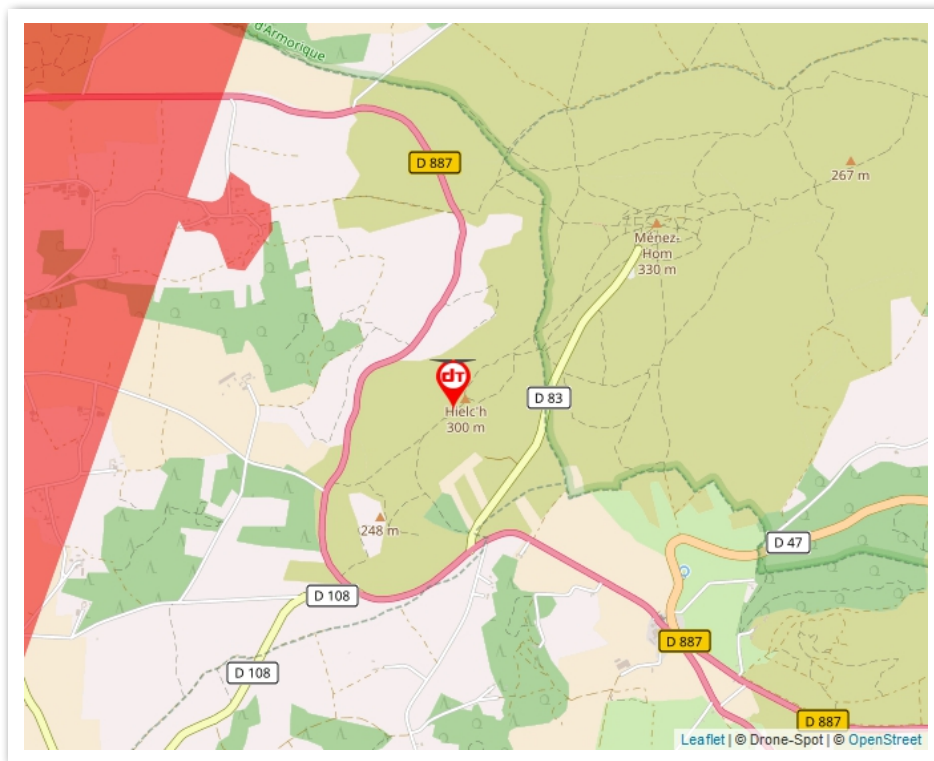 d'Armorique
D 887
267 m
Ménez-
Hom
330 m
dT
D 83
Hielc'h
300 m
248 m
D 47
D 108
D 887
D 108
D 887
Leaflet | © Drone-Spot | © OpenStreet